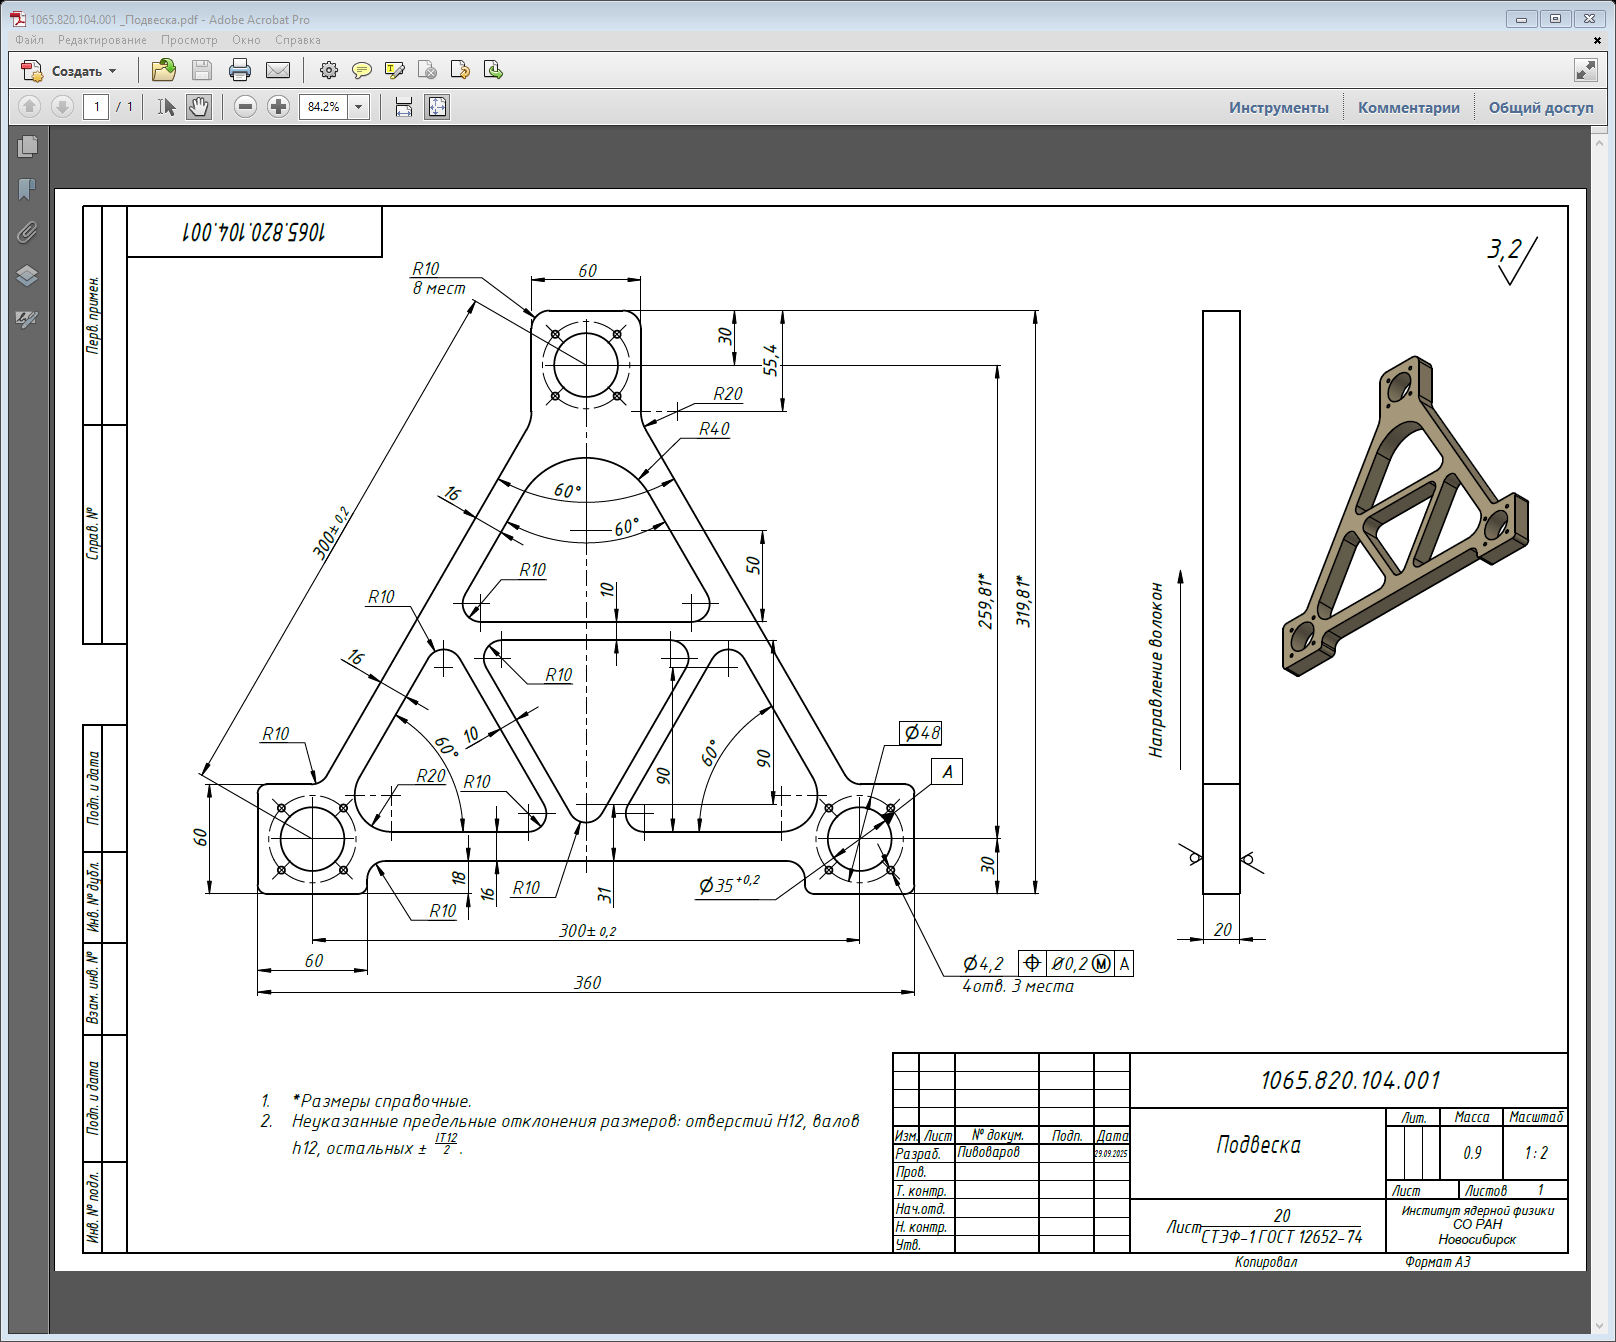 1065.820.104.001 _Подвеска.pdf - Adobe Acrobat Pro
Файл Редактирование Просмотр Окно Справка
Создать
1 / 1 84.2% Инструменты Комментарии Общий доступ
1065.820.104.001
3,2
R10
8 мест
60
30
55,4
R20
R40
60°
60°
16
300± 0,2
R10
R10
10
50
259,81*
319,81*
16
R10
R10
10
60°
R20
R10
90
90
60°
⌀48
А
60
18
16
R10
31
R10
⌀35 +0,2
30
300± 0,2
60
360
⌀4,2 ⌖ ⌀0,2 Ⓜ А
4отв. 3 места
Направление волокон
20
Перв. примен.
Справ. №
Подп. и дата
Инв. № дубл.
Взам. инв. №
Подп. и дата
Инв. № подл.
1. *Размеры справочные.
2. Неуказанные предельные отклонения размеров: отверстий Н12, валов
h12, остальных ± IT12/2 .
Изм. Лист № докум. Подп. Дата
Разраб. Пивоваров 29.09.2025
Пров.
Т. контр.
Нач.отд.
Н. контр.
Утв.
1065.820.104.001
Подвеска
Лит. Масса Масштаб
0.9 1:2
Лист Листов 1
Лист 20
СТЭФ-1 ГОСТ 12652-74
Институт ядерной физики
СО РАН
Новосибирск
Копировал Формат А3